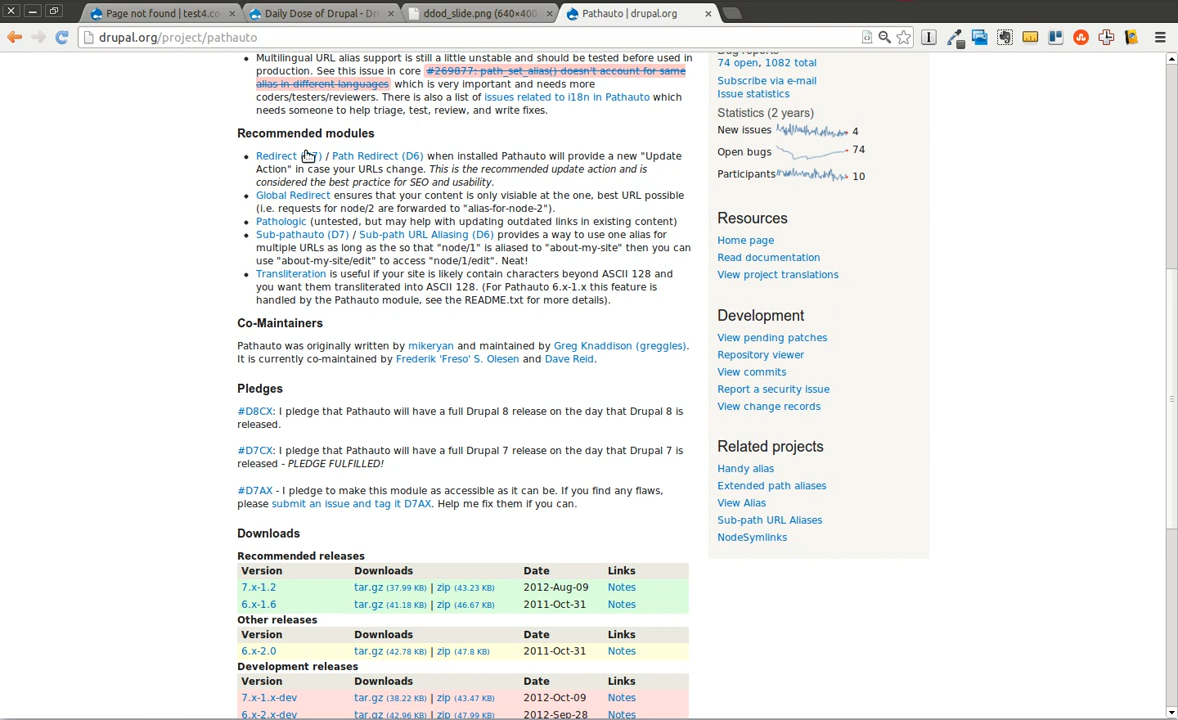 Page not found | test4.co
Daily Dose of Drupal - Dr
ddod_slide.png (640×400
Pathauto | drupal.org
drupal.org/project/pathauto
Multilingual URL alias support is still a little unstable and should be tested before used in
production. See this issue in core #269877: path_set_alias() doesn't account for same
alias in different languages which is very important and needs more
coders/testers/reviewers. There is also a list of issues related to i18n in Pathauto which
needs someone to help triage, test, review, and write fixes.
Recommended modules
Redirect 7) / Path Redirect (D6) when installed Pathauto will provide a new "Update
Action" in case your URLs change. This is the recommended update action and is
considered the best practice for SEO and usability.
Global Redirect ensures that your content is only visiable at the one, best URL possible
(i.e. requests for node/2 are forwarded to "alias-for-node-2").
Pathologic (untested, but may help with updating outdated links in existing content)
Sub-pathauto (D7) / Sub-path URL Aliasing (D6) provides a way to use one alias for
multiple URLs as long as the so that "node/1" is aliased to "about-my-site" then you can
use "about-my-site/edit" to access "node/1/edit". Neat!
Transliteration is useful if your site is likely contain characters beyond ASCII 128 and
you want them transliterated into ASCII 128. (For Pathauto 6.x-1.x this feature is
handled by the Pathauto module, see the README.txt for more details).
Co-Maintainers
Pathauto was originally written by mikeryan and maintained by Greg Knaddison (greggles).
It is currently co-maintained by Frederik 'Freso' S. Olesen and Dave Reid.
Pledges
#D8CX: I pledge that Pathauto will have a full Drupal 8 release on the day that Drupal 8 is
released.
#D7CX: I pledge that Pathauto will have a full Drupal 7 release on the day that Drupal 7 is
released - PLEDGE FULFILLED!
#D7AX - I pledge to make this module as accessible as it can be. If you find any flaws,
please submit an issue and tag it D7AX. Help me fix them if you can.
Downloads
Recommended releases
Version Downloads Date Links
7.x-1.2 tar.gz (37.99 KB) | zip (43.23 KB) 2012-Aug-09 Notes
6.x-1.6 tar.gz (41.18 KB) | zip (46.67 KB) 2011-Oct-31 Notes
Other releases
Version Downloads Date Links
6.x-2.0 tar.gz (42.78 KB) | zip (47.8 KB) 2011-Oct-31 Notes
Development releases
Version Downloads Date Links
7.x-1.x-dev tar.gz (38.22 KB) | zip (43.47 KB) 2012-Oct-09 Notes
6.x-2.x-dev tar.gz (42.96 KB) | zip (47.99 KB) 2012-Sep-28 Notes
Bug reports
74 open, 1082 total
Subscribe via e-mail
Issue statistics
Statistics (2 years)
New issues 4
Open bugs 74
Participants 10
Resources
Home page
Read documentation
View project translations
Development
View pending patches
Repository viewer
View commits
Report a security issue
View change records
Related projects
Handy alias
Extended path aliases
View Alias
Sub-path URL Aliases
NodeSymlinks